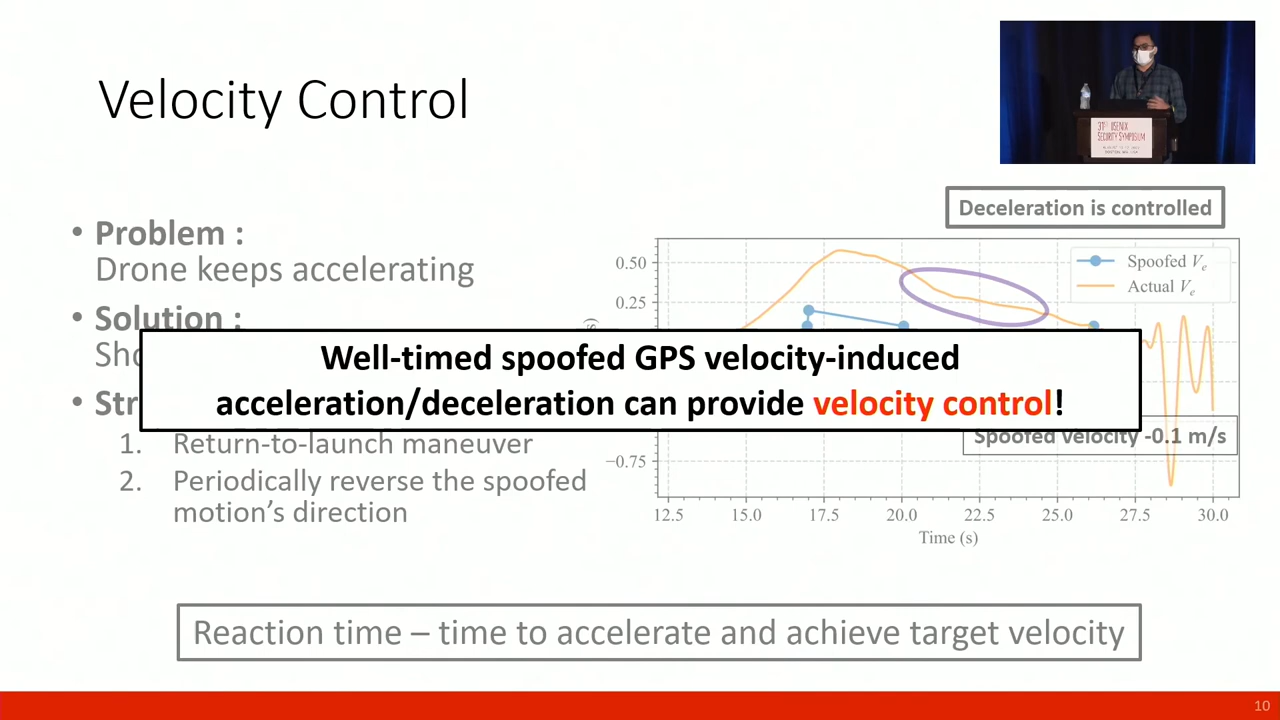 Velocity Control
31ST USENIX
SECURITY SYMPOSIUM
• Problem :
Drone keeps accelerating
• Solution :
Sho
• Str
1. Return-to-launch maneuver
2. Periodically reverse the spoofed
motion's direction
Deceleration is controlled
Spoofed Ve
Actual Ve
0.50
0.25
−0.75
12.5 15.0 17.5 20.0 22.5 25.0 27.5 30.0
Time (s)
Spoofed velocity -0.1 m/s
Well-timed spoofed GPS velocity-induced
acceleration/deceleration can provide velocity control!
Reaction time – time to accelerate and achieve target velocity
10